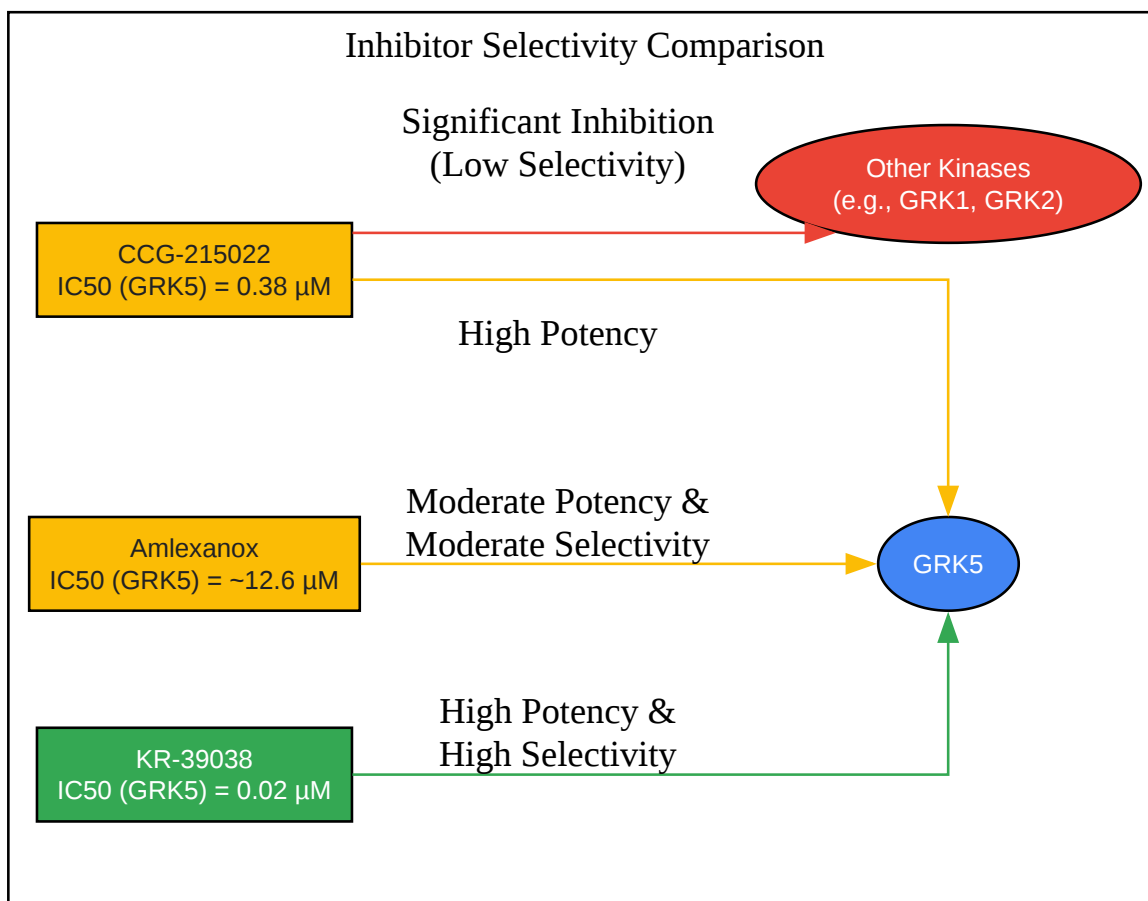 Inhibitor Selectivity Comparison
Significant Inhibition
(Low Selectivity)
Other Kinases
(e.g., GRK1, GRK2)
CCG-215022
IC50 (GRK5) = 0.38 µM
High Potency
Moderate Potency &
Moderate Selectivity
Amlexanox
IC50 (GRK5) = ~12.6 µM
GRK5
High Potency &
High Selectivity
KR-39038
IC50 (GRK5) = 0.02 µM